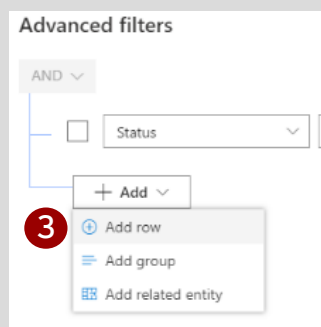 Advanced filters
AND
Status
+ Add
3
Add row
Add group
Add related entity